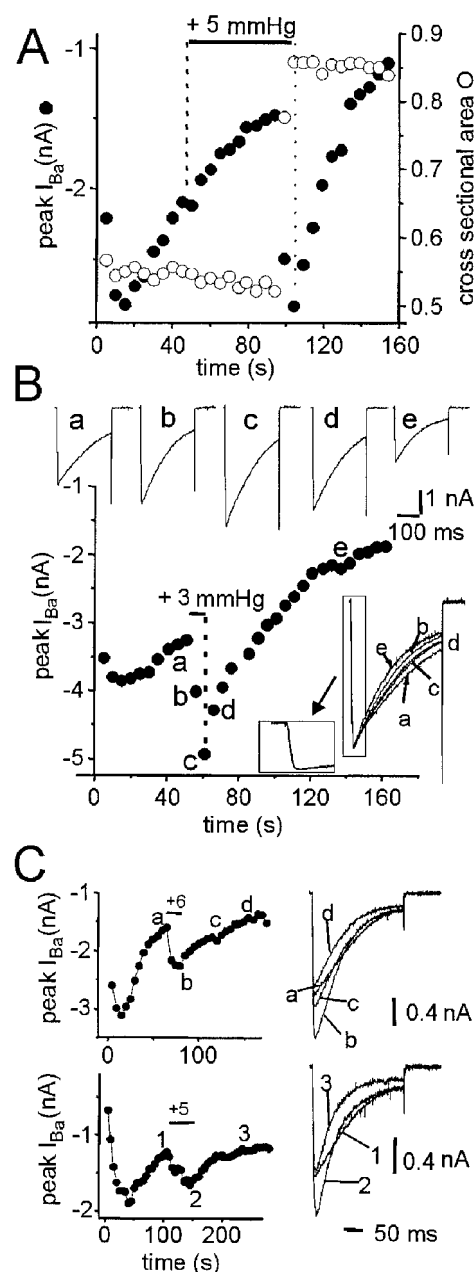 A
+ 5 mmHg
peak I_Ba(nA) ●
-1
-2
0.9
0.8
0.7
0.6
0.5
cross sectional area O
0 40 80 120 160
time (s)
B
a b c d e
1 nA
100 ms
peak I_Ba(nA)
-1
-2
-3
-4
-5
+ 3 mmHg
a
b
c
d
e
e
b
d
c
a
0 40 80 120 160
time (s)
C
peak I_Ba(nA)
-1
-2
-3
a
+6
b
c
d
0 100
d
a
c
b
0.4 nA
peak I_Ba(nA)
-1
-2
1
+5
2
3
0 100 200
time (s)
3
1
2
0.4 nA
50 ms